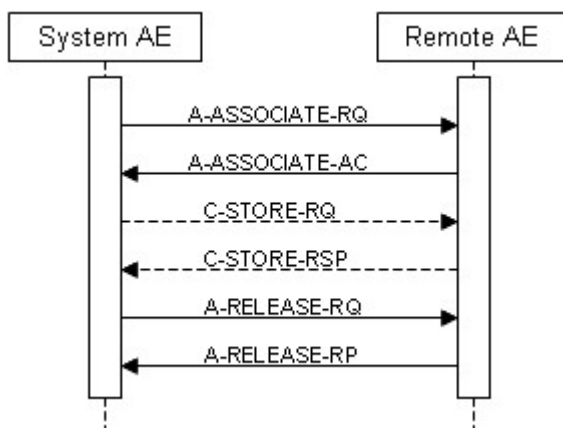 System AE
Remote AE
A-ASSOCIATE-RQ
A-ASSOCIATE-AC
C-STORE-RQ
C-STORE-RSP
A-RELEASE-RQ
A-RELEASE-RP